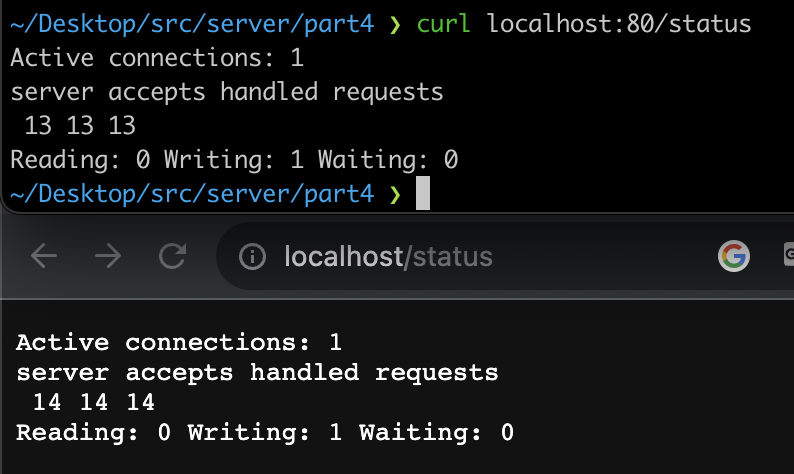 ~/Desktop/src/server/part4 ❯ curl localhost:80/status
Active connections: 1
server accepts handled requests
 13 13 13
Reading: 0 Writing: 1 Waiting: 0
~/Desktop/src/server/part4 ❯
localhost/status
Active connections: 1
server accepts handled requests
 14 14 14
Reading: 0 Writing: 1 Waiting: 0